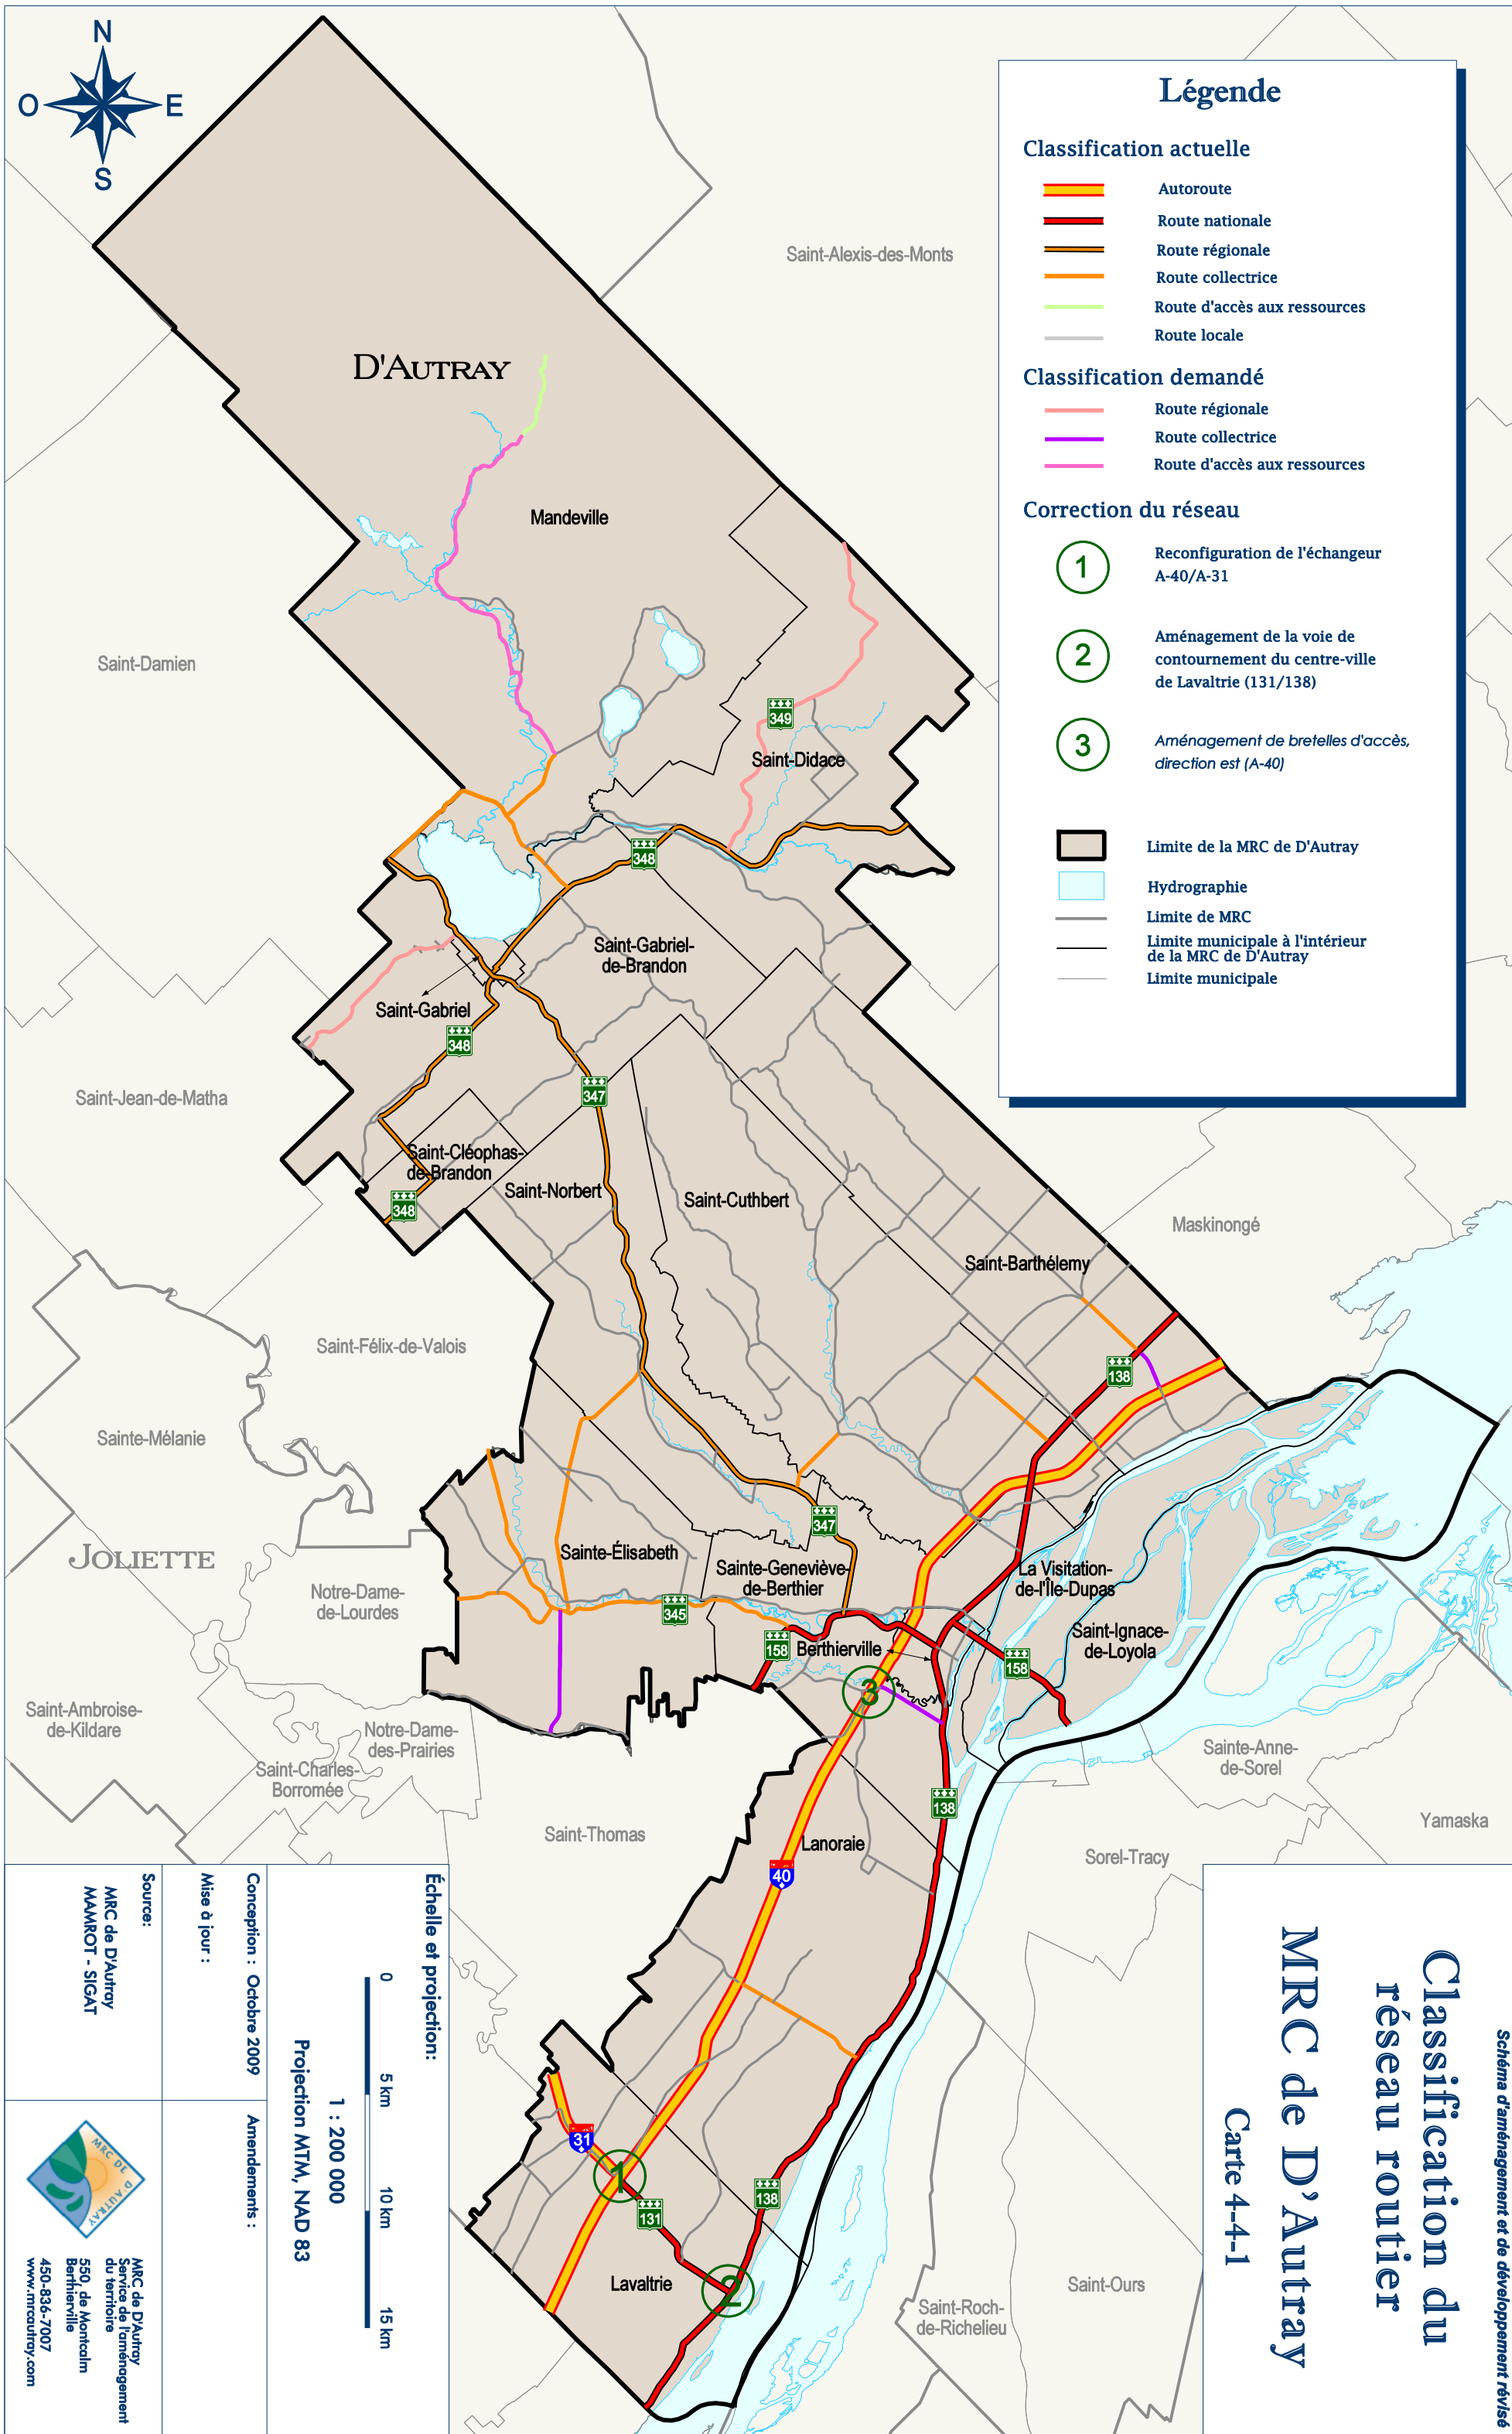 N
O
E
S
Légende
Classification actuelle
Autoroute
Route nationale
Route régionale
Route collectrice
Route d'accès aux ressources
Route locale
Classification demandé
Route régionale
Route collectrice
Route d'accès aux ressources
Correction du réseau
1
Reconfiguration de l'échangeur
A-40/A-31
2
Aménagement de la voie de
contournement du centre-ville
de Lavaltrie (131/138)
3
Aménagement de bretelles d'accès,
direction est (A-40)
Limite de la MRC de D'Autray
Hydrographie
Limite de MRC
Limite municipale à l'intérieur
de la MRC de D'Autray
Limite municipale
Saint-Alexis-des-Monts
D'AUTRAY
Mandeville
Saint-Damien
349
Saint-Didace
348
Saint-Gabriel-
de-Brandon
Saint-Gabriel
348
347
Saint-Jean-de-Matha
Saint-Cléophas-
de-Brandon
Saint-Norbert
348
Saint-Cuthbert
Maskinongé
Saint-Barthélemy
Saint-Félix-de-Valois
138
Sainte-Mélanie
347
JOLIETTE
Sainte-Élisabeth
Sainte-Geneviève-
de-Berthier
La Visitation-
de-l'Île-Dupas
Notre-Dame-
de-Lourdes
345
158
Berthierville
Saint-Ignace-
de-Loyola
158
3
Saint-Ambroise-
de-Kildare
Notre-Dame-
des-Prairies
Saint-Charles-
Borromée
Sainte-Anne-
de-Sorel
138
Yamaska
Saint-Thomas
Lanoraie
Sorel-Tracy
40
31
1
131
138
Lavaltrie
2
Saint-Ours
Saint-Roch-
de-Richelieu
Échelle et projection:
0
5 km
10 km
15 km
1 : 200 000
Projection MTM, NAD 83
Conception : Octobre 2009
Mise à jour :
Amendements :
Source:
MRC de D'Autray
MAMROT - SIGAT
MRC DE D'AUTRAY
MRC de D'Autray
Service de l'aménagement
du territoire
550, de Montcalm
Berthierville
450-836-7007
www.mrcautray.com
Schéma d'aménagement et de développement révisé
Classification du
réseau routier
MRC de D'Autray
Carte 4-4-1